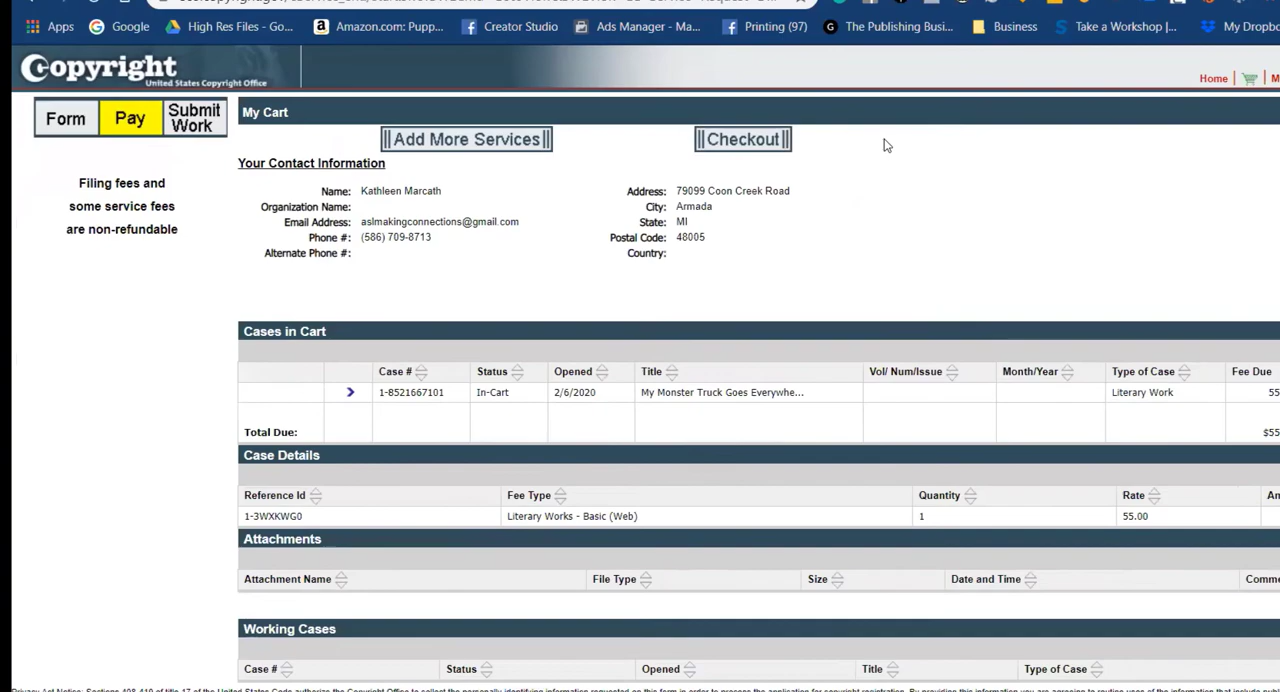 Apps Google High Res Files - Go... Amazon.com: Pupp... Creator Studio Ads Manager - Ma... Printing (97) The Publishing Busi... Business Take a Workshop |... My Dropbo
Copyright
United States Copyright Office
Home | | M
Form Pay Submit Work
My Cart
Add More Services Checkout
Filing fees and
some service fees
are non-refundable
Your Contact Information
Name: Kathleen Marcath Address: 79099 Coon Creek Road
Organization Name: City: Armada
Email Address: aslmakingconnections@gmail.com State: MI
Phone #: (586) 709-8713 Postal Code: 48005
Alternate Phone #: Country:
Cases in Cart
Case # Status Opened Title Vol/ Num/Issue Month/Year Type of Case Fee Due
1-8521667101 In-Cart 2/6/2020 My Monster Truck Goes Everywhe... Literary Work 55
Total Due: $55
Case Details
Reference Id Fee Type Quantity Rate Am
1-3WXKWG0 Literary Works - Basic (Web) 1 55.00
Attachments
Attachment Name File Type Size Date and Time Comme
Working Cases
Case # Status Opened Title Type of Case